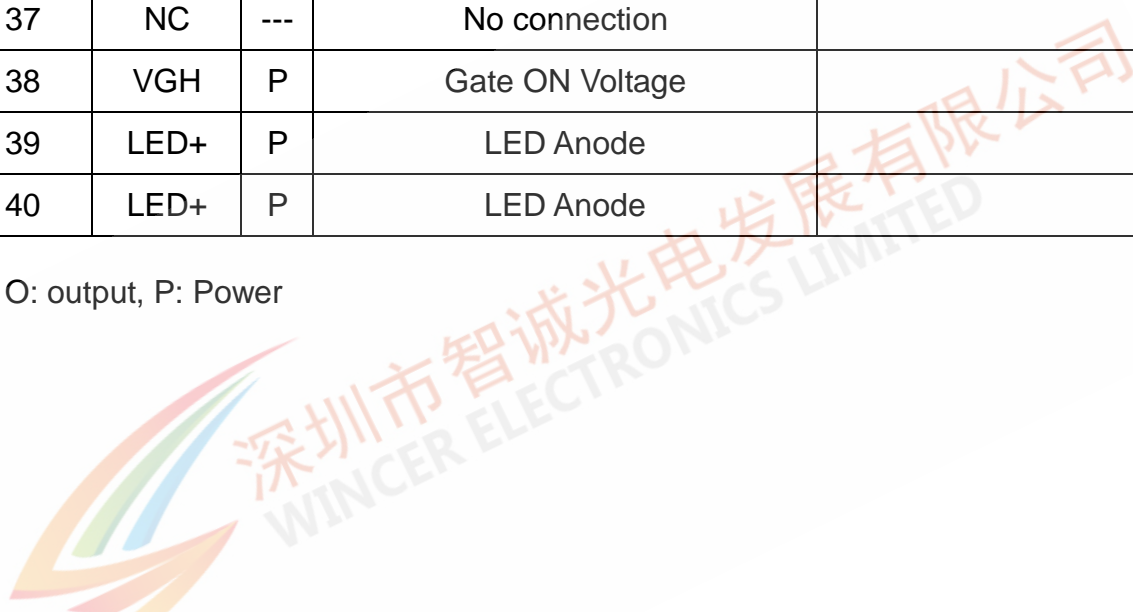 37 NC --- No connection
38 VGH P Gate ON Voltage
39 LED+ P LED Anode
40 LED+ P LED Anode
O: output, P: Power
深圳市智诚光电发展有限公司
WINCER ELECTRONICS LIMITED